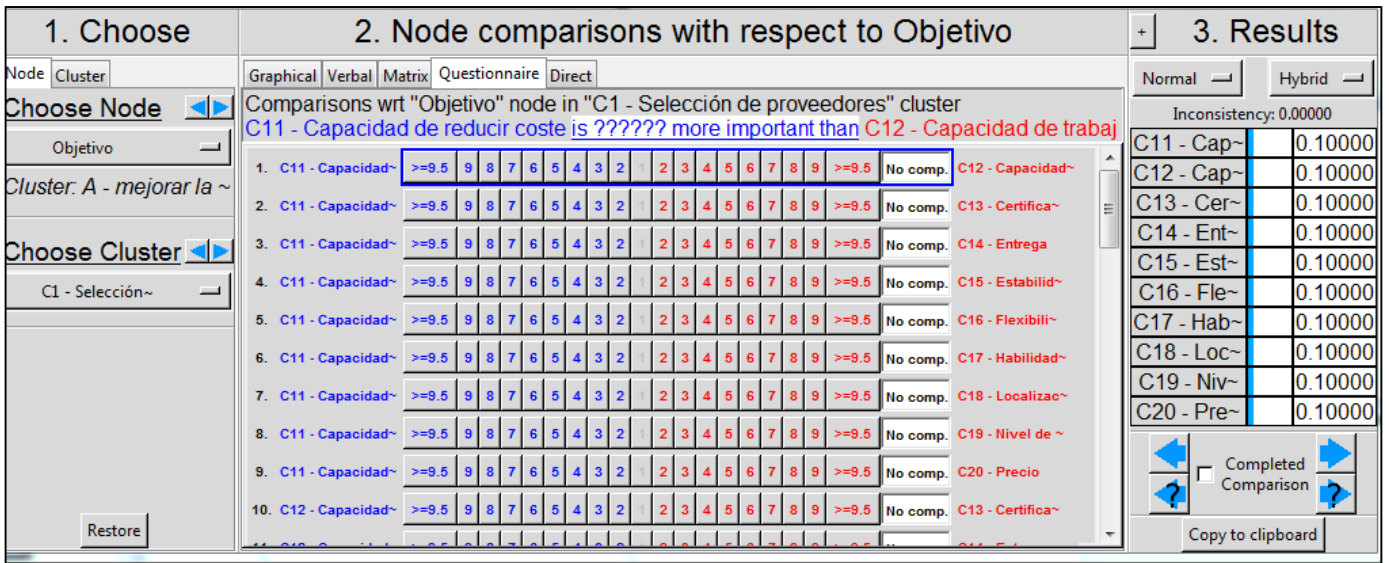 1. Choose
2. Node comparisons with respect to Objetivo
+ 3. Results
Node Cluster
Choose Node
Objetivo
Cluster: A - mejorar la ~
Choose Cluster
C1 - Selección~
Restore
Graphical Verbal Matrix Questionnaire Direct
Comparisons wrt "Objetivo" node in "C1 - Selección de proveedores" cluster
C11 - Capacidad de reducir coste is ?????? more important than C12 - Capacidad de trabaj
1. C11 - Capacidad~ >=9.5 9 8 7 6 5 4 3 2 1 2 3 4 5 6 7 8 9 >=9.5 No comp. C12 - Capacidad~
2. C11 - Capacidad~ >=9.5 9 8 7 6 5 4 3 2 1 2 3 4 5 6 7 8 9 >=9.5 No comp. C13 - Certifica~
3. C11 - Capacidad~ >=9.5 9 8 7 6 5 4 3 2 1 2 3 4 5 6 7 8 9 >=9.5 No comp. C14 - Entrega
4. C11 - Capacidad~ >=9.5 9 8 7 6 5 4 3 2 1 2 3 4 5 6 7 8 9 >=9.5 No comp. C15 - Estabilid~
5. C11 - Capacidad~ >=9.5 9 8 7 6 5 4 3 2 1 2 3 4 5 6 7 8 9 >=9.5 No comp. C16 - Flexibili~
6. C11 - Capacidad~ >=9.5 9 8 7 6 5 4 3 2 1 2 3 4 5 6 7 8 9 >=9.5 No comp. C17 - Habilidad~
7. C11 - Capacidad~ >=9.5 9 8 7 6 5 4 3 2 1 2 3 4 5 6 7 8 9 >=9.5 No comp. C18 - Localizac~
8. C11 - Capacidad~ >=9.5 9 8 7 6 5 4 3 2 1 2 3 4 5 6 7 8 9 >=9.5 No comp. C19 - Nivel de ~
9. C11 - Capacidad~ >=9.5 9 8 7 6 5 4 3 2 1 2 3 4 5 6 7 8 9 >=9.5 No comp. C20 - Precio
10. C12 - Capacidad~ >=9.5 9 8 7 6 5 4 3 2 1 2 3 4 5 6 7 8 9 >=9.5 No comp. C13 - Certifica~
Normal Hybrid
Inconsistency: 0.00000
C11 - Cap~ 0.10000
C12 - Cap~ 0.10000
C13 - Cer~ 0.10000
C14 - Ent~ 0.10000
C15 - Est~ 0.10000
C16 - Fle~ 0.10000
C17 - Hab~ 0.10000
C18 - Loc~ 0.10000
C19 - Niv~ 0.10000
C20 - Pre~ 0.10000
Completed
Comparison
? ?
Copy to clipboard